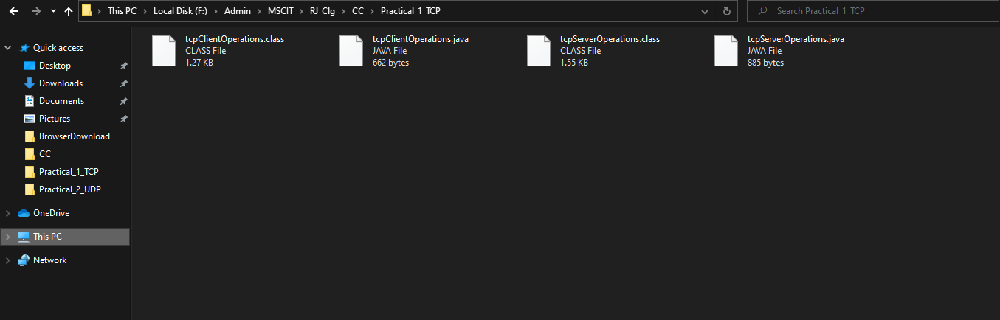 This PC > Local Disk (F:) > Admin > MSCIT > RJ_Clg > CC > Practical_1_TCP
Search Practical_1_TCP
Quick access
Desktop
Downloads
Documents
Pictures
BrowserDownload
CC
Practical_1_TCP
Practical_2_UDP
OneDrive
This PC
Network
tcpClientOperations.class
CLASS File
1.27 KB
tcpClientOperations.java
JAVA File
662 bytes
tcpServerOperations.class
CLASS File
1.55 KB
tcpServerOperations.java
JAVA File
885 bytes